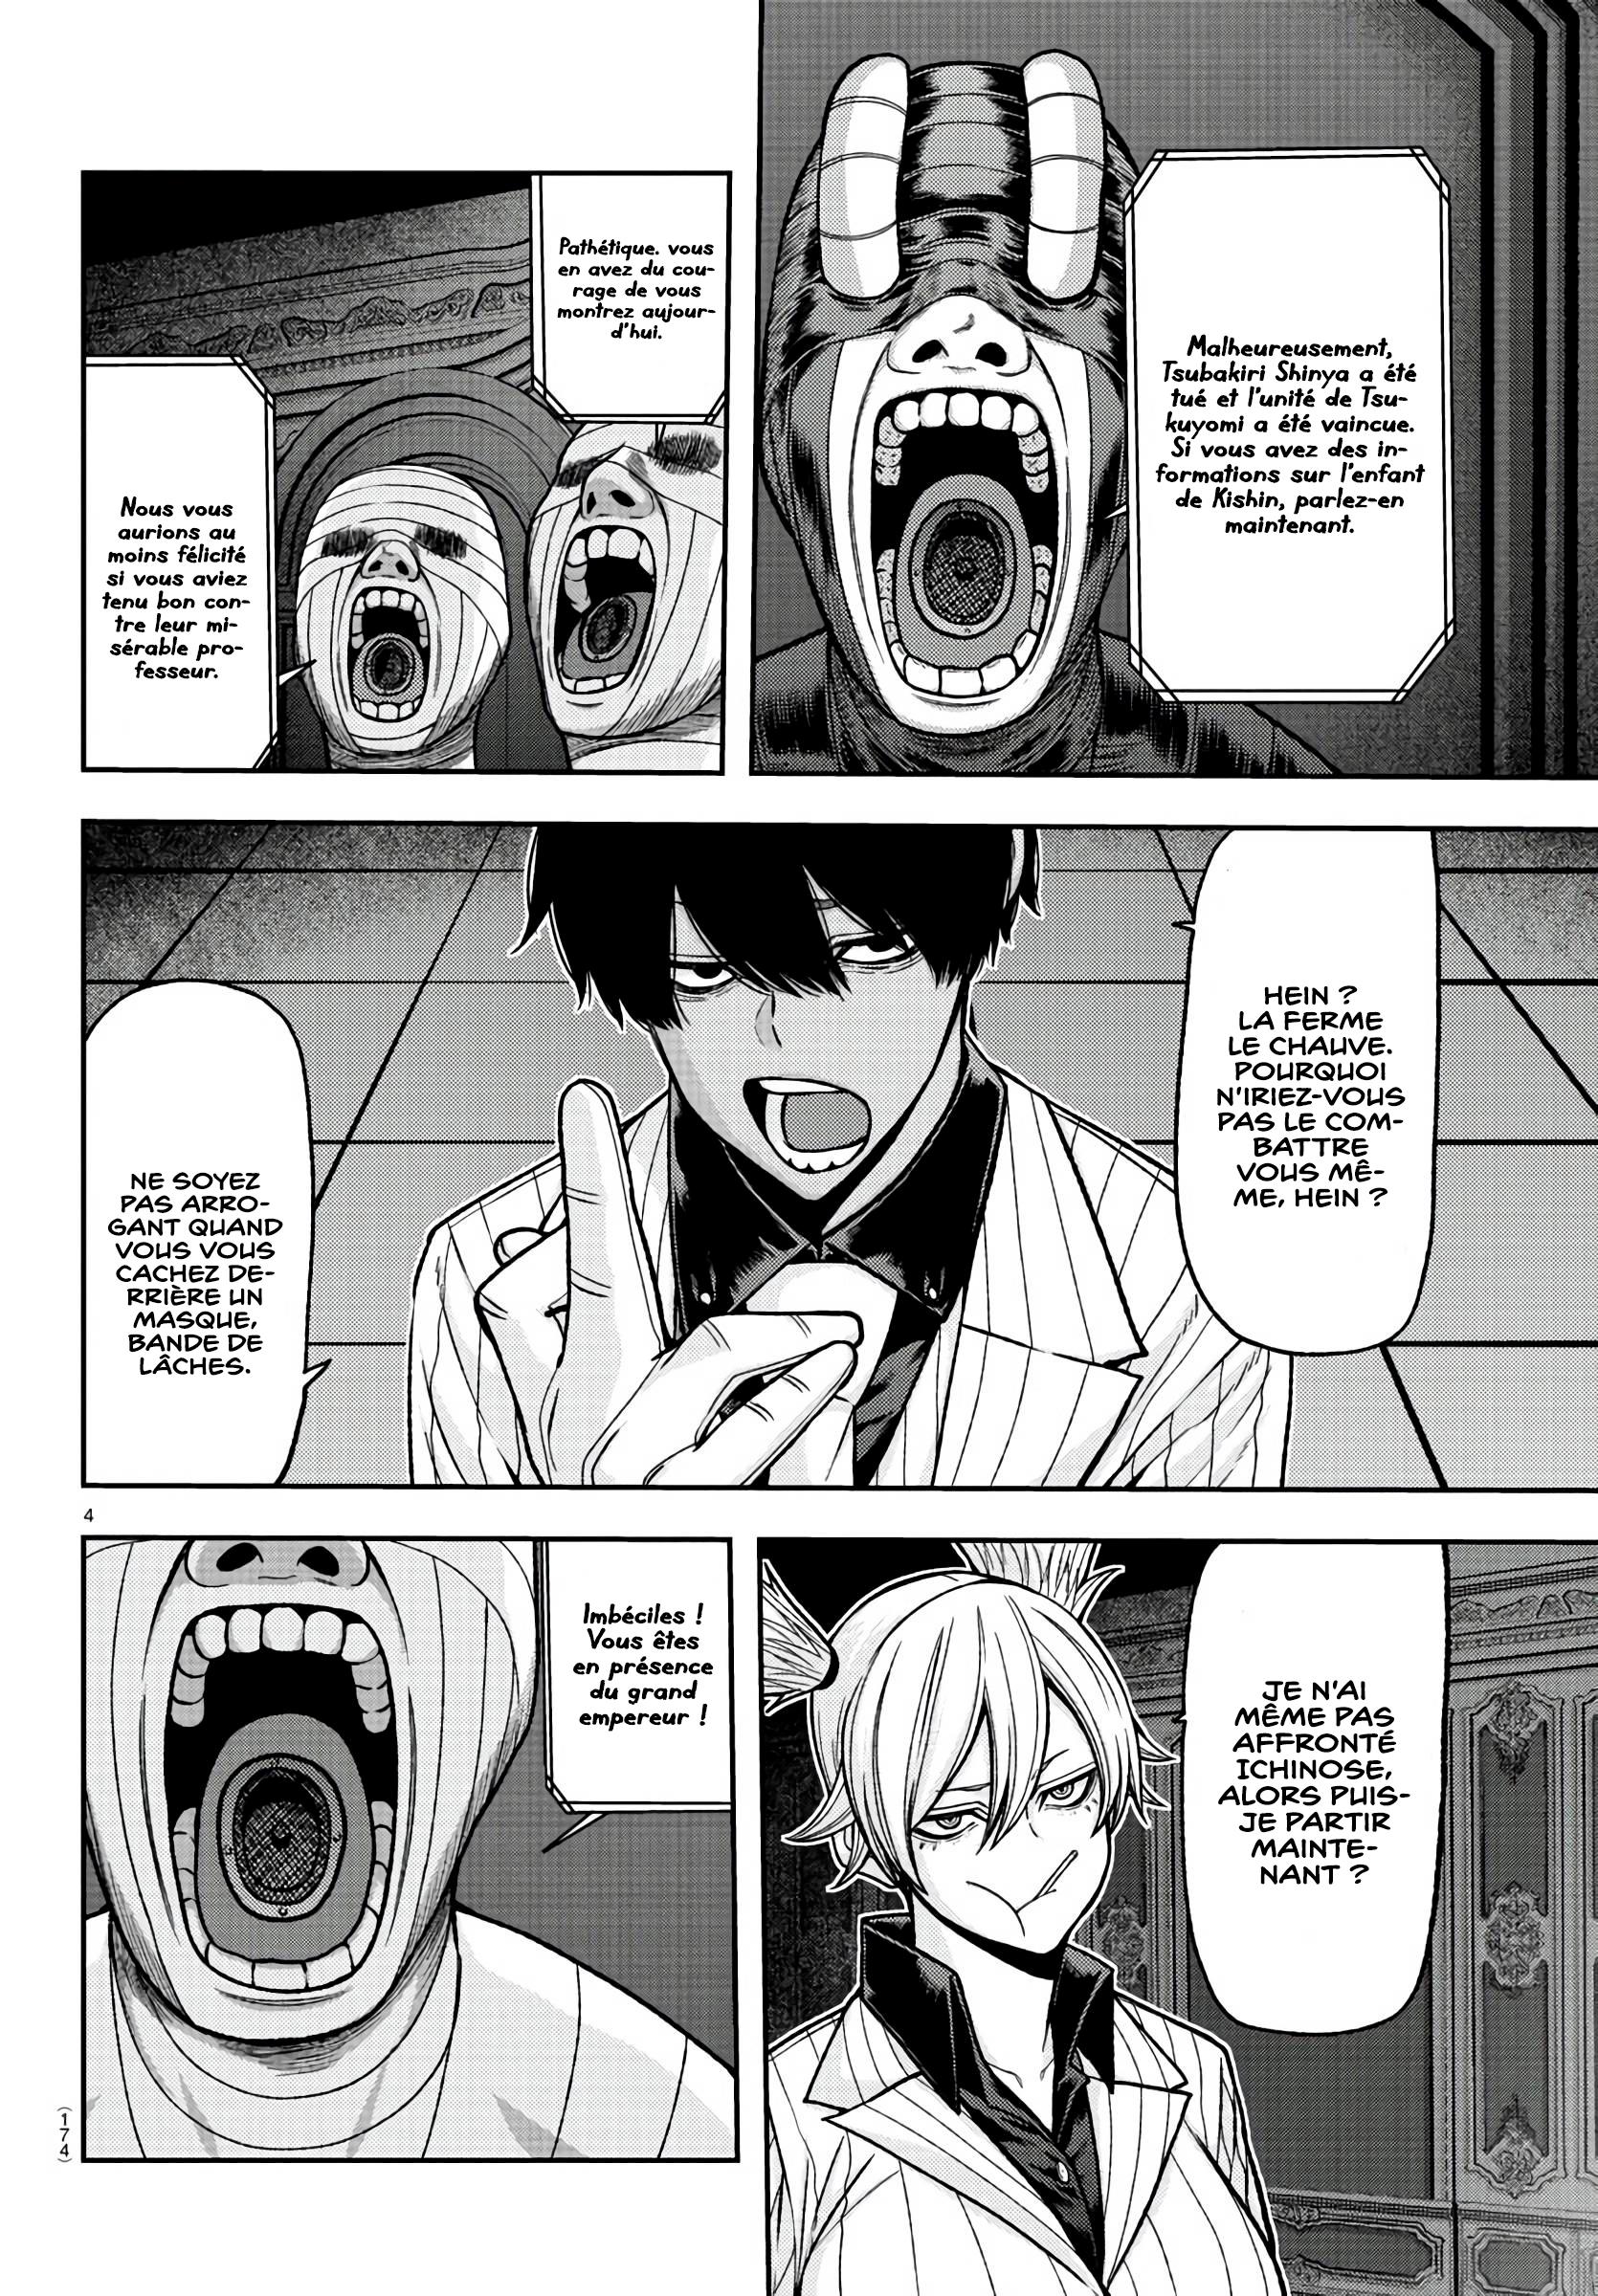 Malheureusement,
Tsubakiri Shinya a été
tué et l'unité de Tsu-
kuyomi a été vaincue.
Si vous avez des in-
formations sur l'enfant
de Kishin, parlez-en
maintenant.
Pathétique. vous
en avez du cou-
rage de vous
montrez aujour-
d'hui.
Nous vous
aurions au
moins félicité
si vous aviez
tenu bon con-
tre leur mi-
sérable pro-
fesseur.
HEIN ?
LA FERME
LE CHAUVE.
POURQUOI
N'IRIEZ-VOUS
PAS LE COM-
BATTRE
VOUS MÊ-
ME, HEIN ?
NE SOYEZ
PAS ARRO-
GANT QUAND
VOUS VOUS
CACHEZ DE-
RRIÈRE UN
MASQUE,
BANDE DE
LÂCHES.
4
JE N'AI
MÊME PAS
AFFRONTÉ
ICHINOSE,
ALORS PUIS-
JE PARTIR
MAINTE-
NANT ?
Imbéciles !
Vous êtes
en présence
du grand
empereur !
(174)